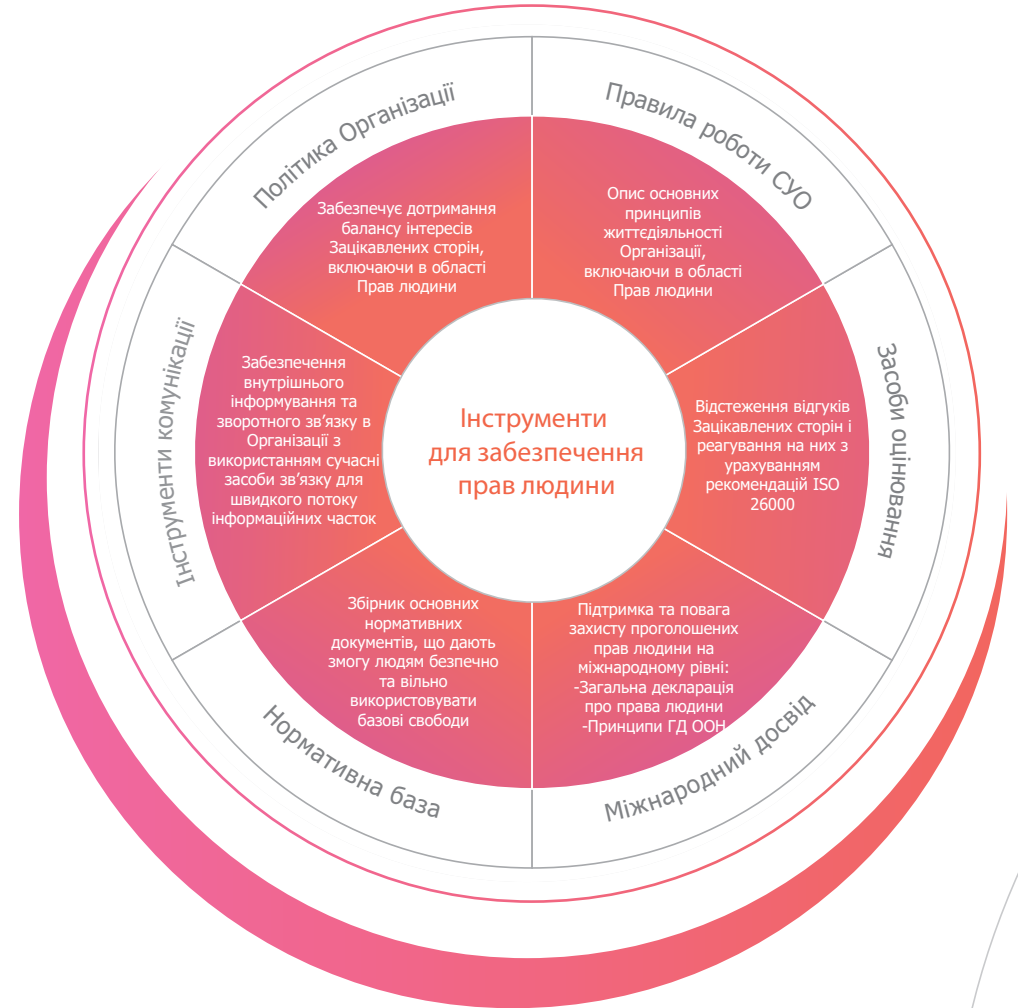 Інструменти
для забезпечення
прав людини
Політика Організації
Забезпечує дотримання
балансу інтересів
Зацікавлених сторін,
включаючи в області
Прав людини
Правила роботи СУО
Опис основних
принципів
життєдіяльності
Організації,
включаючи в області
Прав людини
Засоби оцінювання
Відстеження відгуків
Зацікавлених сторін і
реагування на них з
урахуванням
рекомендацій ISO
26000
Міжнародний досвід
Підтримка та повага
захисту проголошених
прав людини на
міжнародному рівні:
-Загальна декларація
про права людини
-Принципи ГД ООН
Нормативна база
Збірник основних
нормативних
документів, що дають
змогу людям безпечно
та вільно
використовувати
базові свободи
Інструменти комунікації
Забезпечення
внутрішнього
інформування та
зворотного зв’язку в
Організації з
використанням сучасні
засоби зв’язку для
швидкого потоку
інформаційних часток